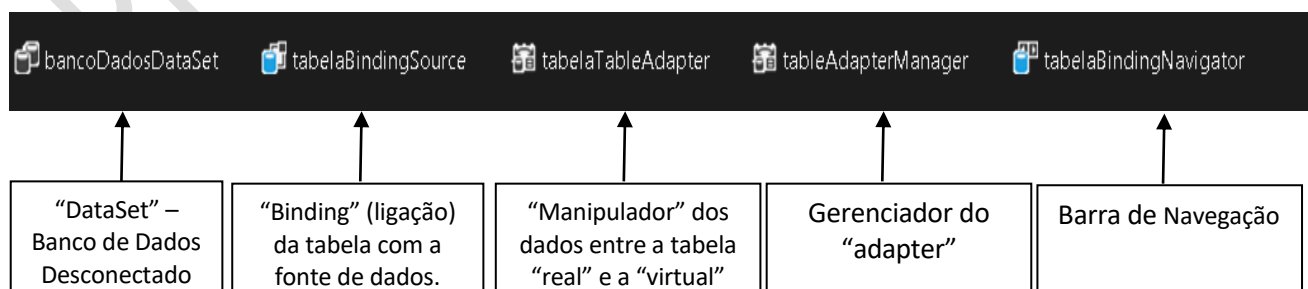 bancoDadosDataSet tabelaBindingSource tabelaTableAdapter tableAdapterManager tabelaBindingNavigator
“DataSet” –
Banco de Dados
Desconectado
“Binding” (ligação)
da tabela com a
fonte de dados.
“Manipulador” dos
dados entre a tabela
“real” e a “virtual”
Gerenciador do
“adapter”
Barra de Navegação